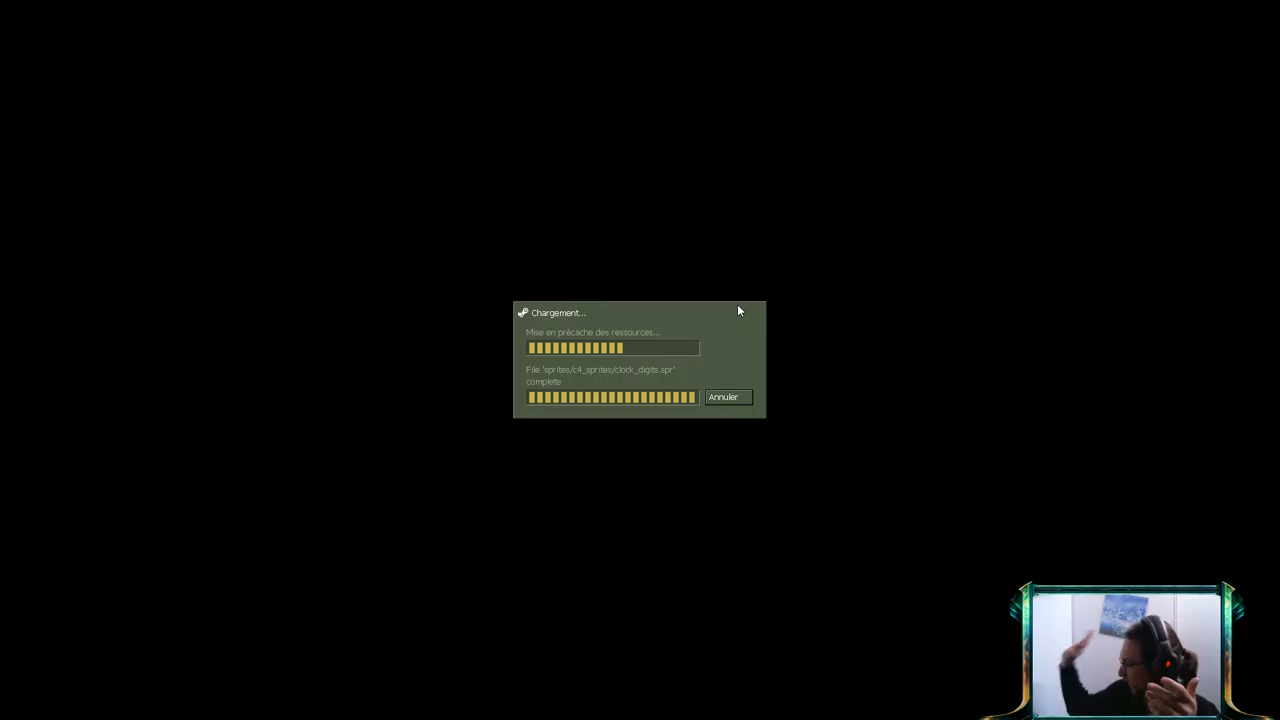 Chargement...
Mise en précache des ressources...
File 'sprites/c4_sprites/clock_digits.spr'
complete
Annuler